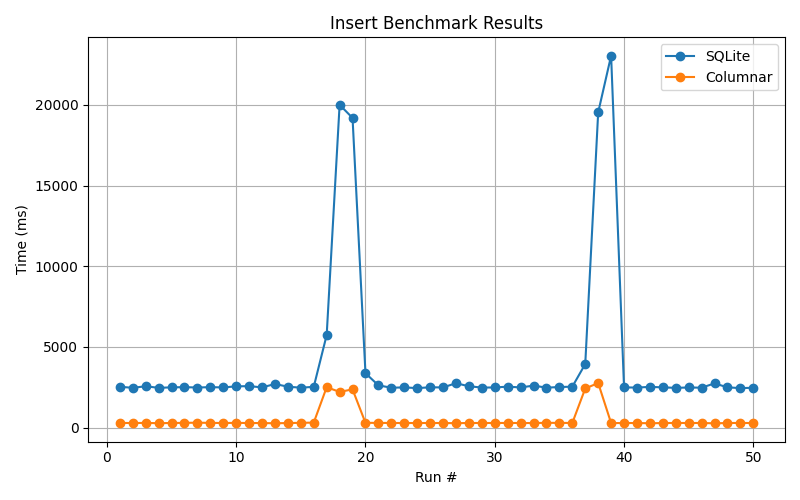 Insert Benchmark Results
SQLite
Columnar
Time (ms)
20000
15000
10000
5000
0
0 10 20 30 40 50
Run #